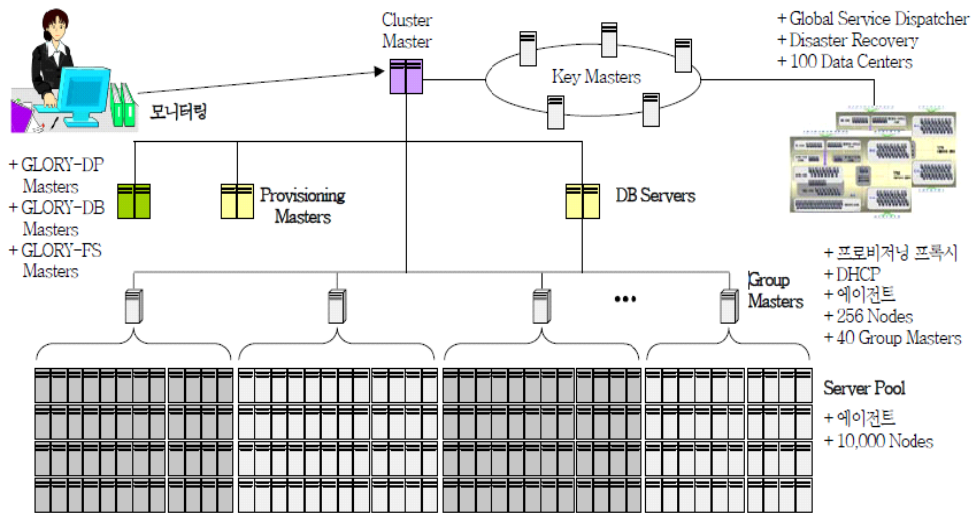 Cluster
Master
Key Masters
+ Global Service Dispatcher
+ Disaster Recovery
+ 100 Data Centers
모니터링
+ GLORY-DP
Masters
+ GLORY-DB
Masters
+ GLORY-FS
Masters
Provisioning
Masters
DB Servers
Group
Masters
+ 프로비저닝 프록시
+ DHCP
+ 에이전트
+ 256 Nodes
+ 40 Group Masters
Server Pool
+ 에이전트
+ 10,000 Nodes